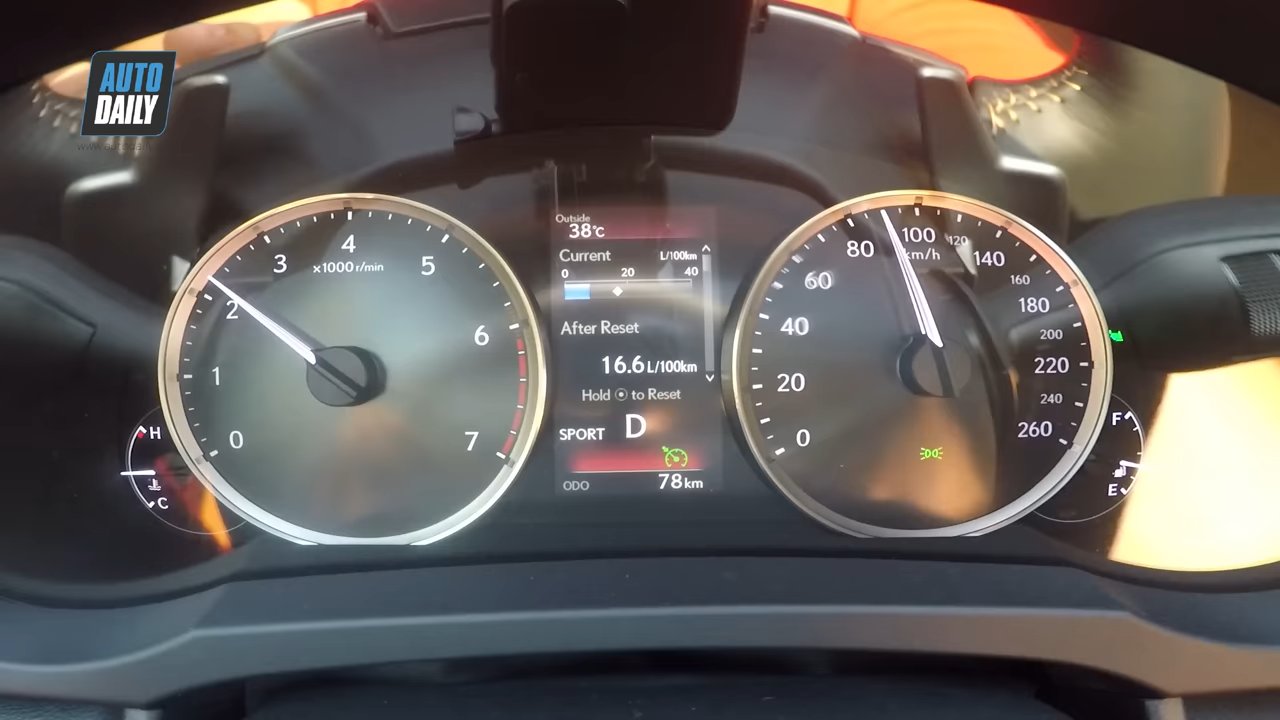 AUTO
DAILY
0
1
2
3
4
5
6
7
x1000 r/min
H
C
Outside
38°C
Current L/100km
0 20 40
After Reset
16.6 L/100km
Hold to Reset
SPORT D
ODO 78 km
0
20
40
60
80
100
120
140
160
180
200
220
240
260
km/h
F
E